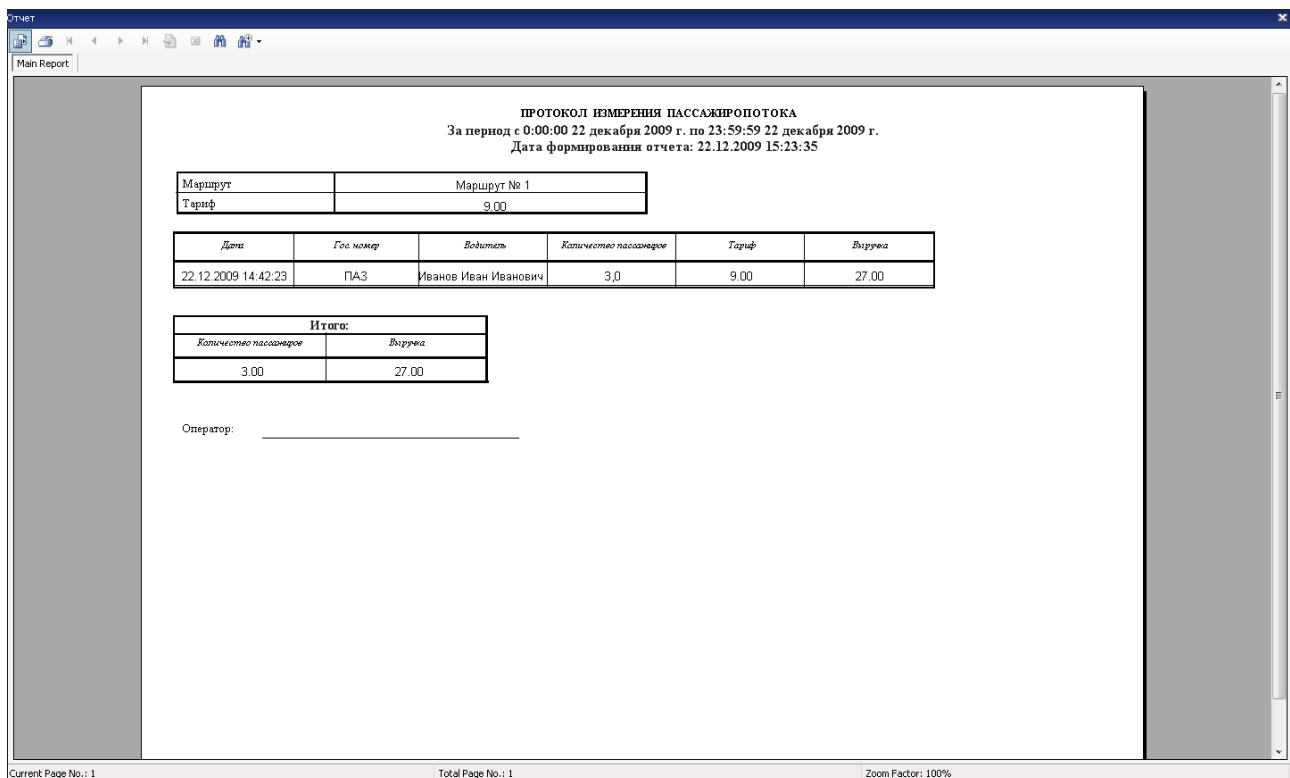 Отчет
Main Report
ПРОТОКОЛ ИЗМЕРЕНИЯ ПАССАЖИРОПОТОКА
За период с 0:00:00 22 декабря 2009 г. по 23:59:59 22 декабря 2009 г.
Дата формирования отчета: 22.12.2009 15:23:35
Маршрут Маршрут № 1
Тариф 9.00
Дата Гос. номер Водитель Количество пассажиров Тариф Выручка
22.12.2009 14:42:23 ПАЗ Иванов Иван Иванович 3,0 9.00 27.00
Итого:
Количество пассажиров Выручка
3.00 27.00
Оператор:
Current Page No.: 1 Total Page No.: 1 Zoom Factor: 100%